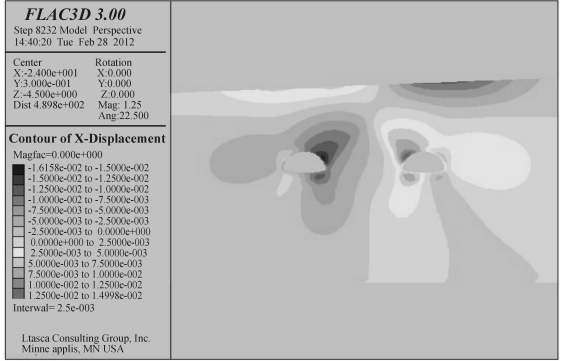 FLAC3D 3.00
Step 8232 Model Perspective
14:40:20 Tue Feb 28 2012
Center Rotation
X:-2.400e+001 X:0.000
Y:3.000e-001 Y:0.000
Z:-4.500e+000 Z:0.000
Dist 4.898e+002 Mag: 1.25
Ang:22.500
Contour of X-Displacement
Magfac=0.000e+000
-1.6158e-002 to -1.5000e-002
-1.5000e-002 to -1.2500e-002
-1.2500e-002 to -1.0000e-002
-1.0000e-002 to -7.5000e-003
-7.5000e-003 to -5.0000e-003
-5.0000e-003 to -2.5000e-003
-2.5000e-003 to 0.0000e+000
0.0000e+000 to 2.5000e-003
2.5000e-003 to 5.0000e-003
5.0000e-003 to 7.5000e-003
7.5000e-003 to 1.0000e-002
1.0000e-002 to 1.2500e-002
1.2500e-002 to 1.4998e-002
Interwal= 2.5e-003
Ltasca Consulting Group, Inc.
Minne applis, MN USA